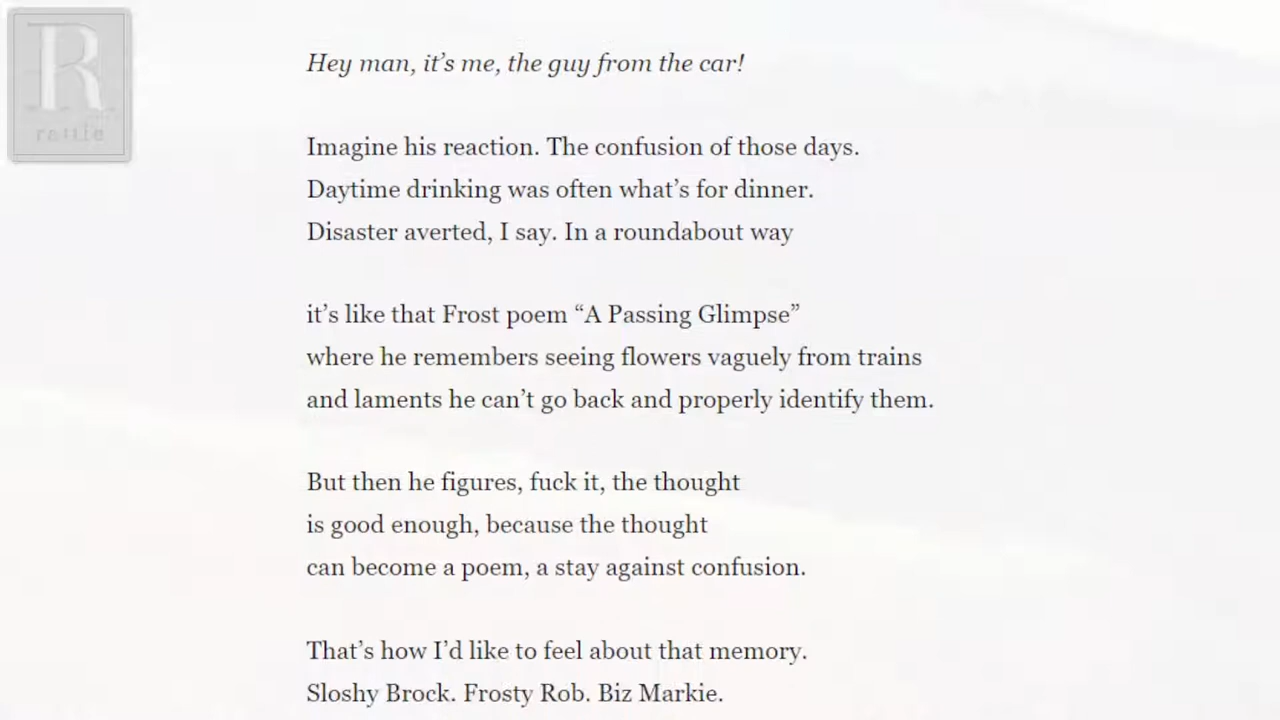 R
rattle
Hey man, it’s me, the guy from the car!
Imagine his reaction. The confusion of those days.
Daytime drinking was often what’s for dinner.
Disaster averted, I say. In a roundabout way
it’s like that Frost poem “A Passing Glimpse”
where he remembers seeing flowers vaguely from trains
and laments he can’t go back and properly identify them.
But then he figures, fuck it, the thought
is good enough, because the thought
can become a poem, a stay against confusion.
That’s how I’d like to feel about that memory.
Sloshy Brock. Frosty Rob. Biz Markie.